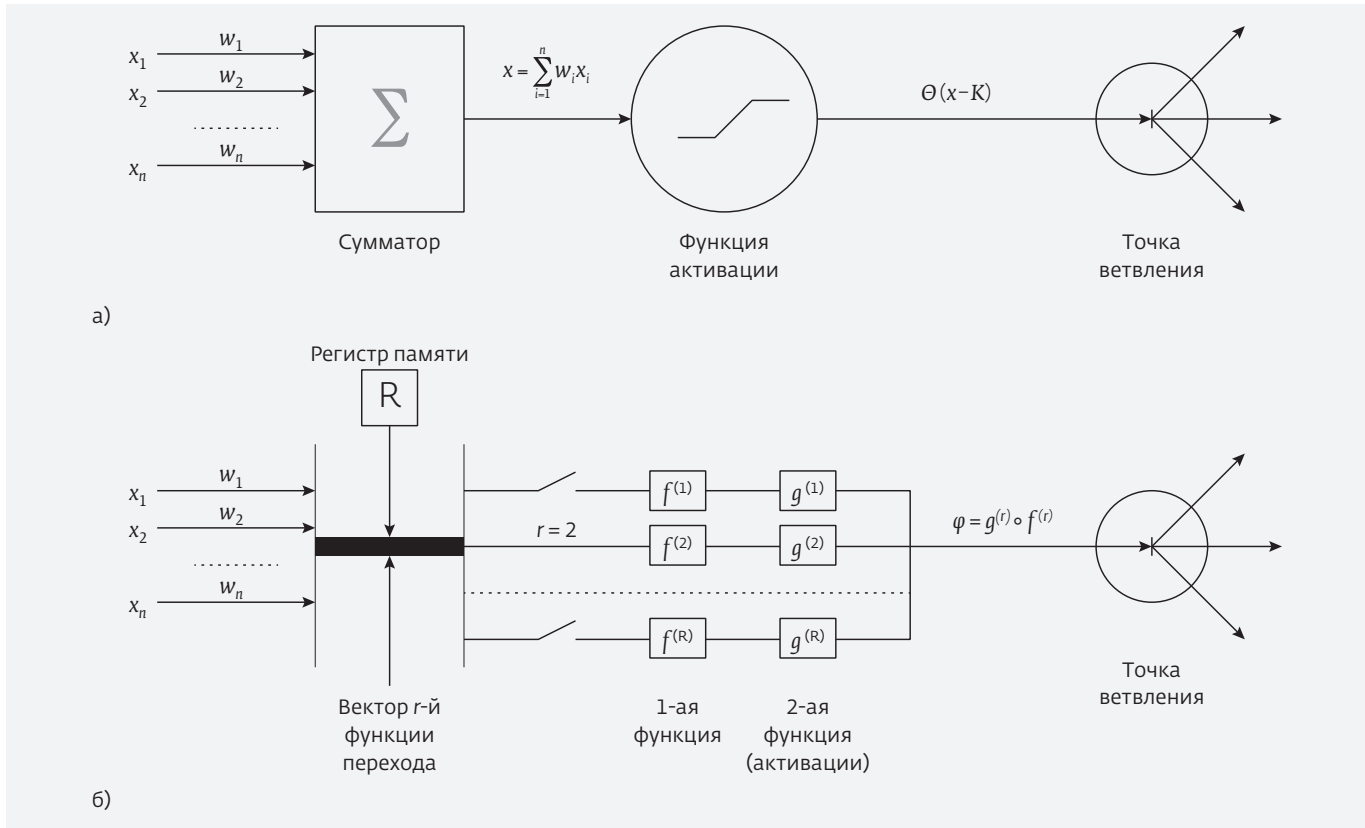 x₁ w₁
x₂ w₂
xₙ wₙ
Σ
x = ∑ⁿᵢ₌₁ wᵢxᵢ
Θ(x−K)
Сумматор
Функция
активации
Точка
ветвления
а)
Регистр памяти
R
x₁ w₁
x₂ w₂
xₙ wₙ
r = 2
f⁽¹⁾ g⁽¹⁾
f⁽²⁾ g⁽²⁾
f⁽ᴿ⁾ g⁽ᴿ⁾
φ = g⁽ʳ⁾∘f⁽ʳ⁾
Вектор r-й
функции
перехода
1-ая
функция
2-ая
функция
(активации)
Точка
ветвления
б)